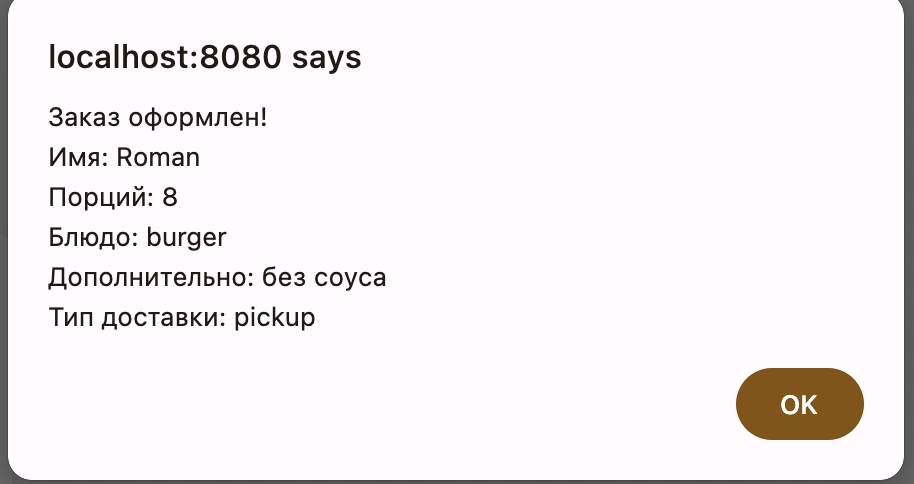 localhost:8080 says
Заказ оформлен!
Имя: Roman
Порций: 8
Блюдо: burger
Дополнительно: без соуса
Тип доставки: pickup
OK